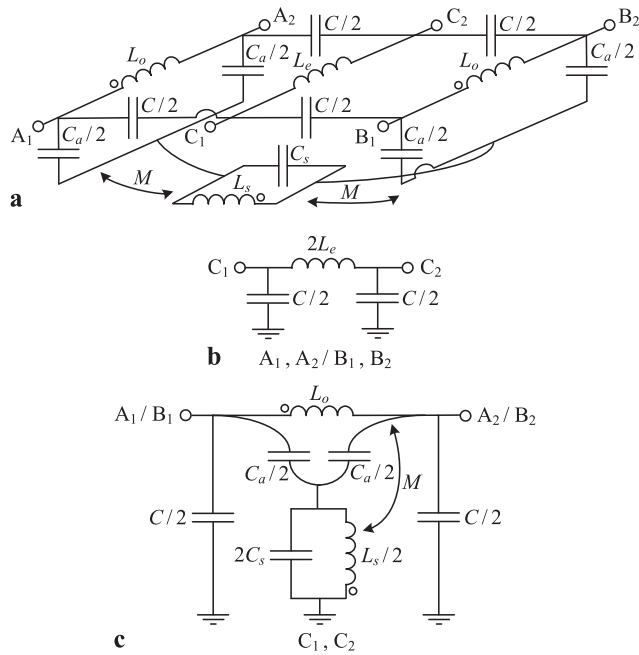 A₂ C₂ B₂
C/2 C/2
Lₒ Cₐ/2 Lₑ Lₒ Cₐ/2
C/2 C/2
A₁ Cₐ/2 C₁ B₁ Cₐ/2
Cₛ
M Lₛ M
a
2Lₑ
C₁ C₂
C/2 C/2
b A₁, A₂/B₁, B₂
Lₒ
A₁/B₁ A₂/B₂
Cₐ/2 Cₐ/2
M
C/2 C/2
2Cₛ Lₛ/2
c C₁, C₂